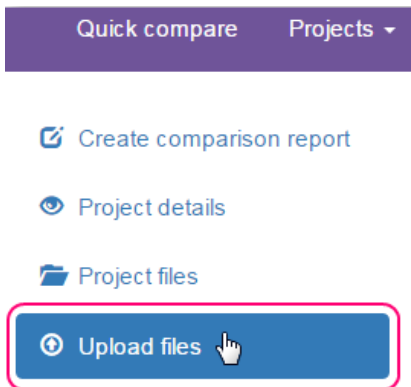 Quick compare Projects
Create comparison report
Project details
Project files
Upload files